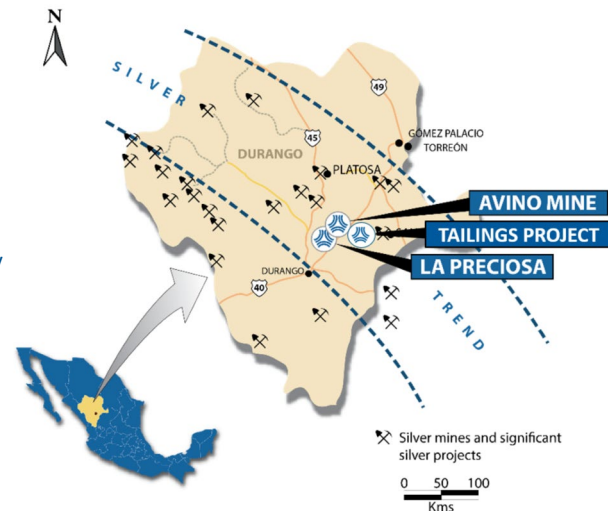 N
SILVER
49
45
GÓMEZ PALACIO
TORREÓN
DURANGO
PLATOSA
AVINO MINE
TAILINGS PROJECT
LA PRECIOSA
DURANGO
40
TREND
Silver mines and significant
silver projects
0 50 100
Kms